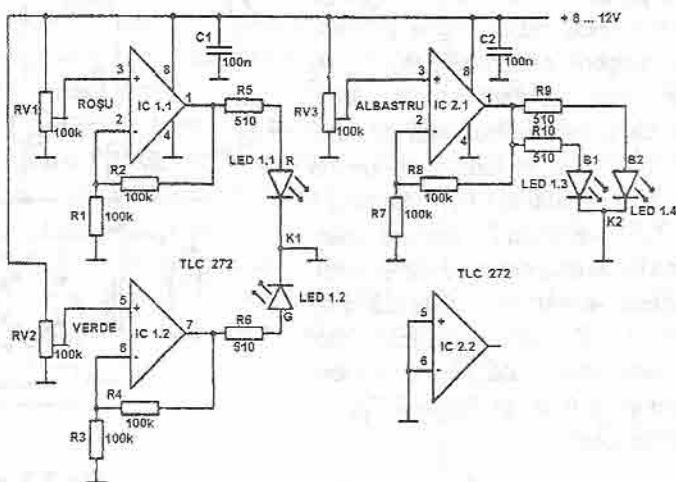 + 8 ... 12V
C1
100n
C2
100n
3
+
8
ROȘU
IC 1.1
1
R5
510
RV1
100k
2
-
4
R2
100k
R1
100k
LED 1.1
R
K1
TLC 272
LED 1.2
G
5
+
VERDE
IC 1.2
7
R6
510
RV2
100k
6
-
R4
100k
R3
100k
3
+
8
ALBASTRU
IC 2.1
1
R9
510
R10
510
RV3
100k
2
-
4
R8
100k
R7
100k
B1
B2
LED 1.3
LED 1.4
K2
TLC 272
5
+
IC 2.2
6
-